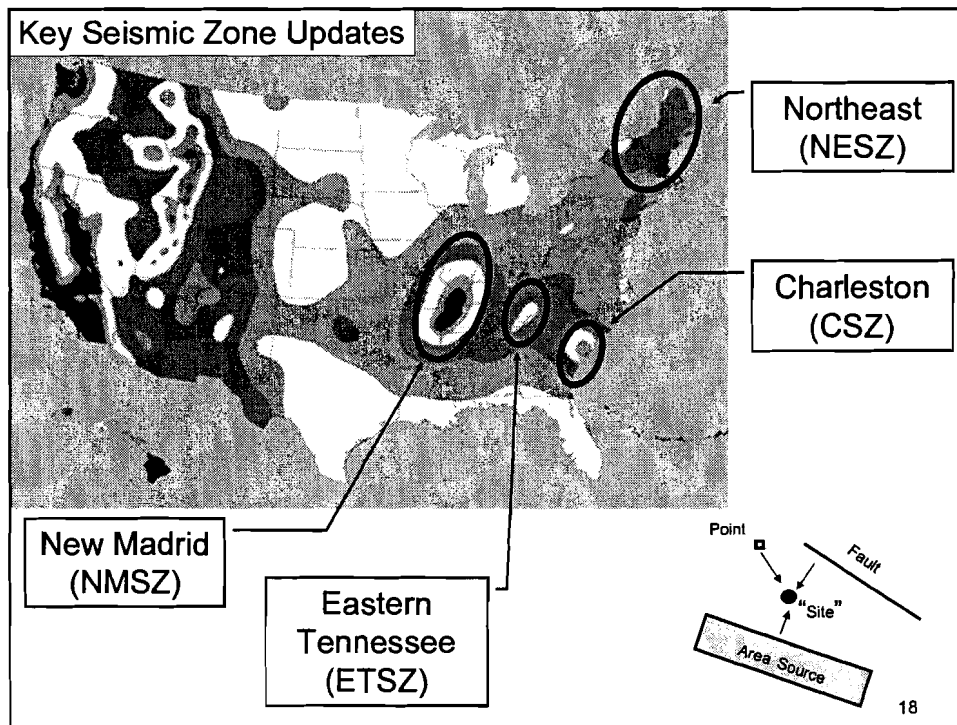 Key Seismic Zone Updates
Northeast
(NESZ)
Charleston
(CSZ)
New Madrid
(NMSZ)
Eastern
Tennessee
(ETSZ)
Point
Fault
“Site”
Area Source
18